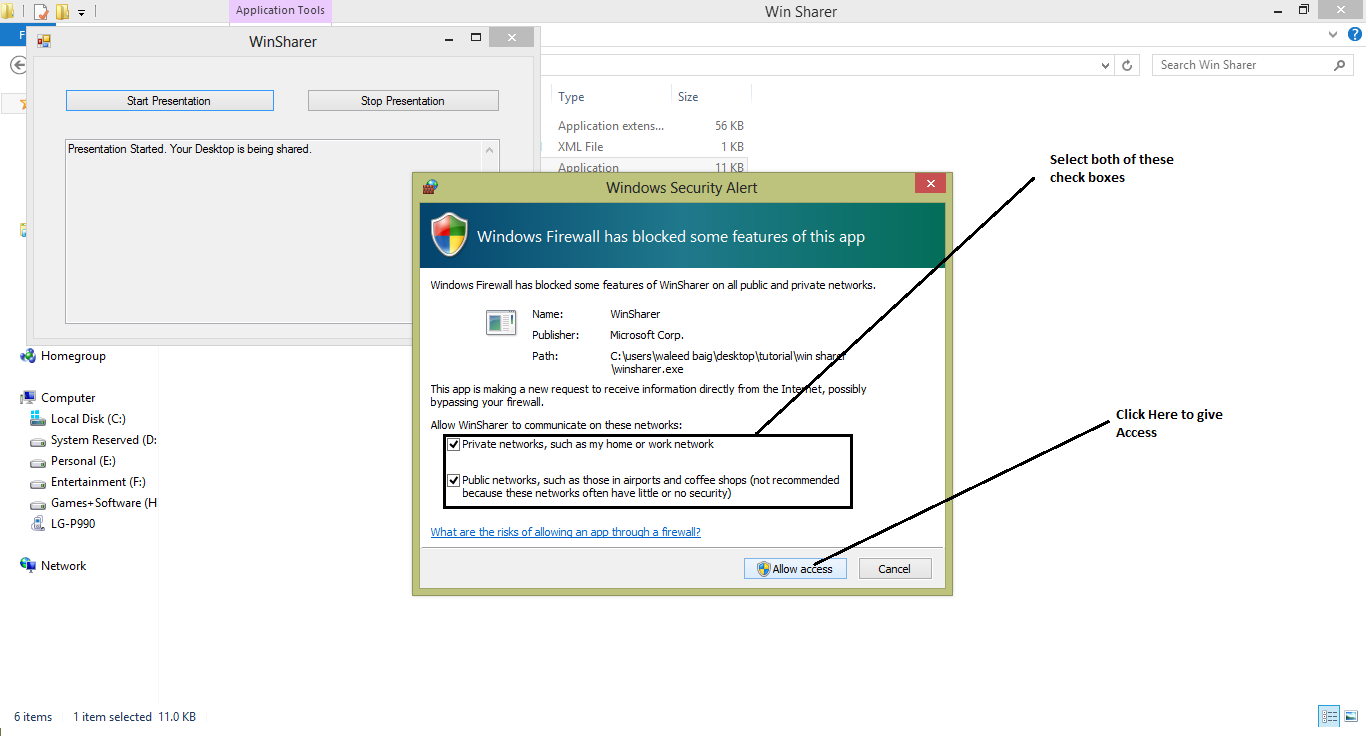 Application Tools
Win Sharer
F
WinSharer
Start Presentation
Stop Presentation
Presentation Started. Your Desktop is being shared.
Search Win Sharer
Type
Size
Application extens...
56 KB
XML File
1 KB
Application
11 KB
Homegroup
Computer
Local Disk (C:)
System Reserved (D:
Personal (E:)
Entertainment (F:)
Games+Software (H
LG-P990
Network
Windows Security Alert
Windows Firewall has blocked some features of this app
Windows Firewall has blocked some features of WinSharer on all public and private networks.
Name: WinSharer
Publisher: Microsoft Corp.
Path: C:\users\waleed baig\desktop\tutorial\win sharer
\winsharer.exe
This app is making a new request to receive information directly from the Internet, possibly
bypassing your firewall.
Allow WinSharer to communicate on these networks:
Private networks, such as my home or work network
Public networks, such as those in airports and coffee shops (not recommended
because these networks often have little or no security)
What are the risks of allowing an app through a firewall?
Allow access
Cancel
Select both of these
check boxes
Click Here to give
Access
6 items
1 item selected 11.0 KB